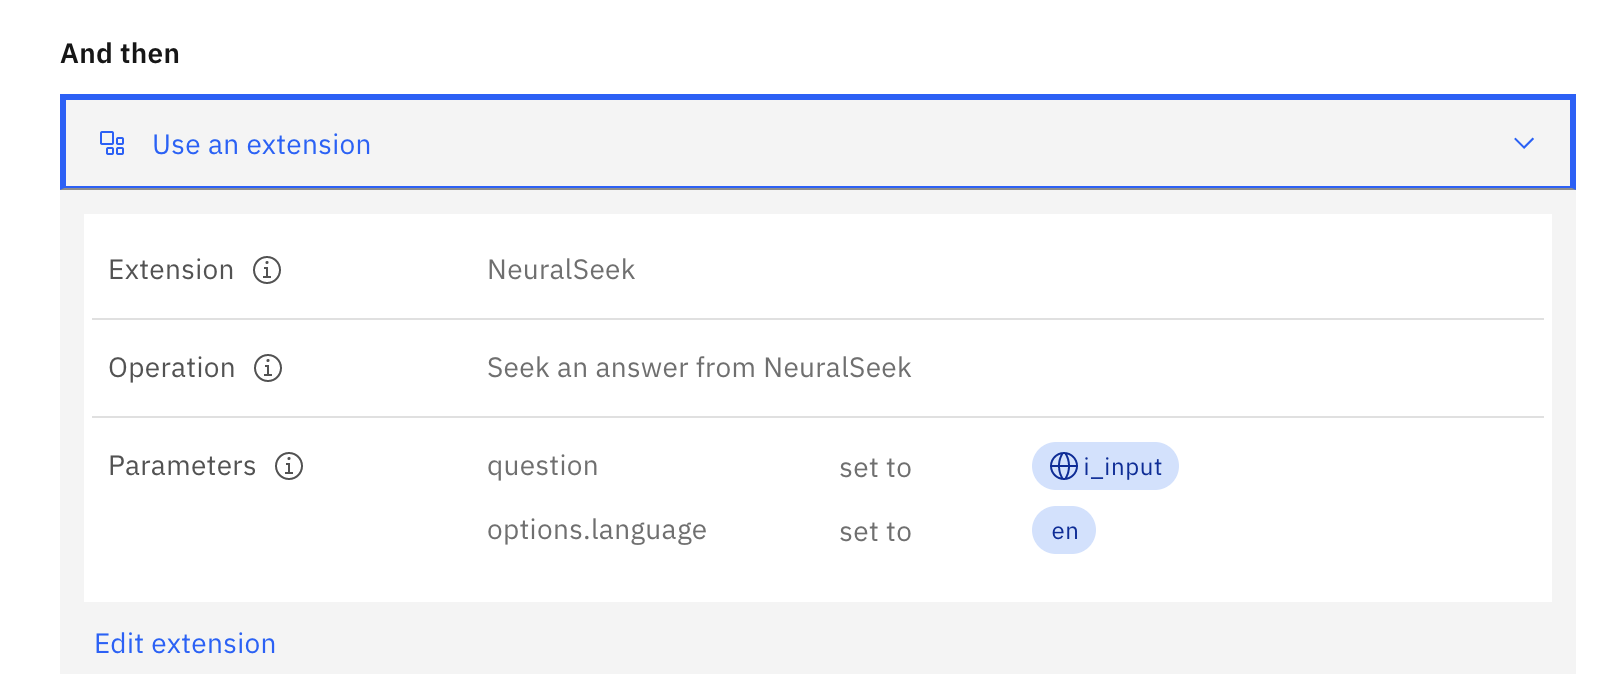 And then
Use an extension
Extension
NeuralSeek
Operation
Seek an answer from NeuralSeek
Parameters
question set to i_input
options.language set to en
Edit extension